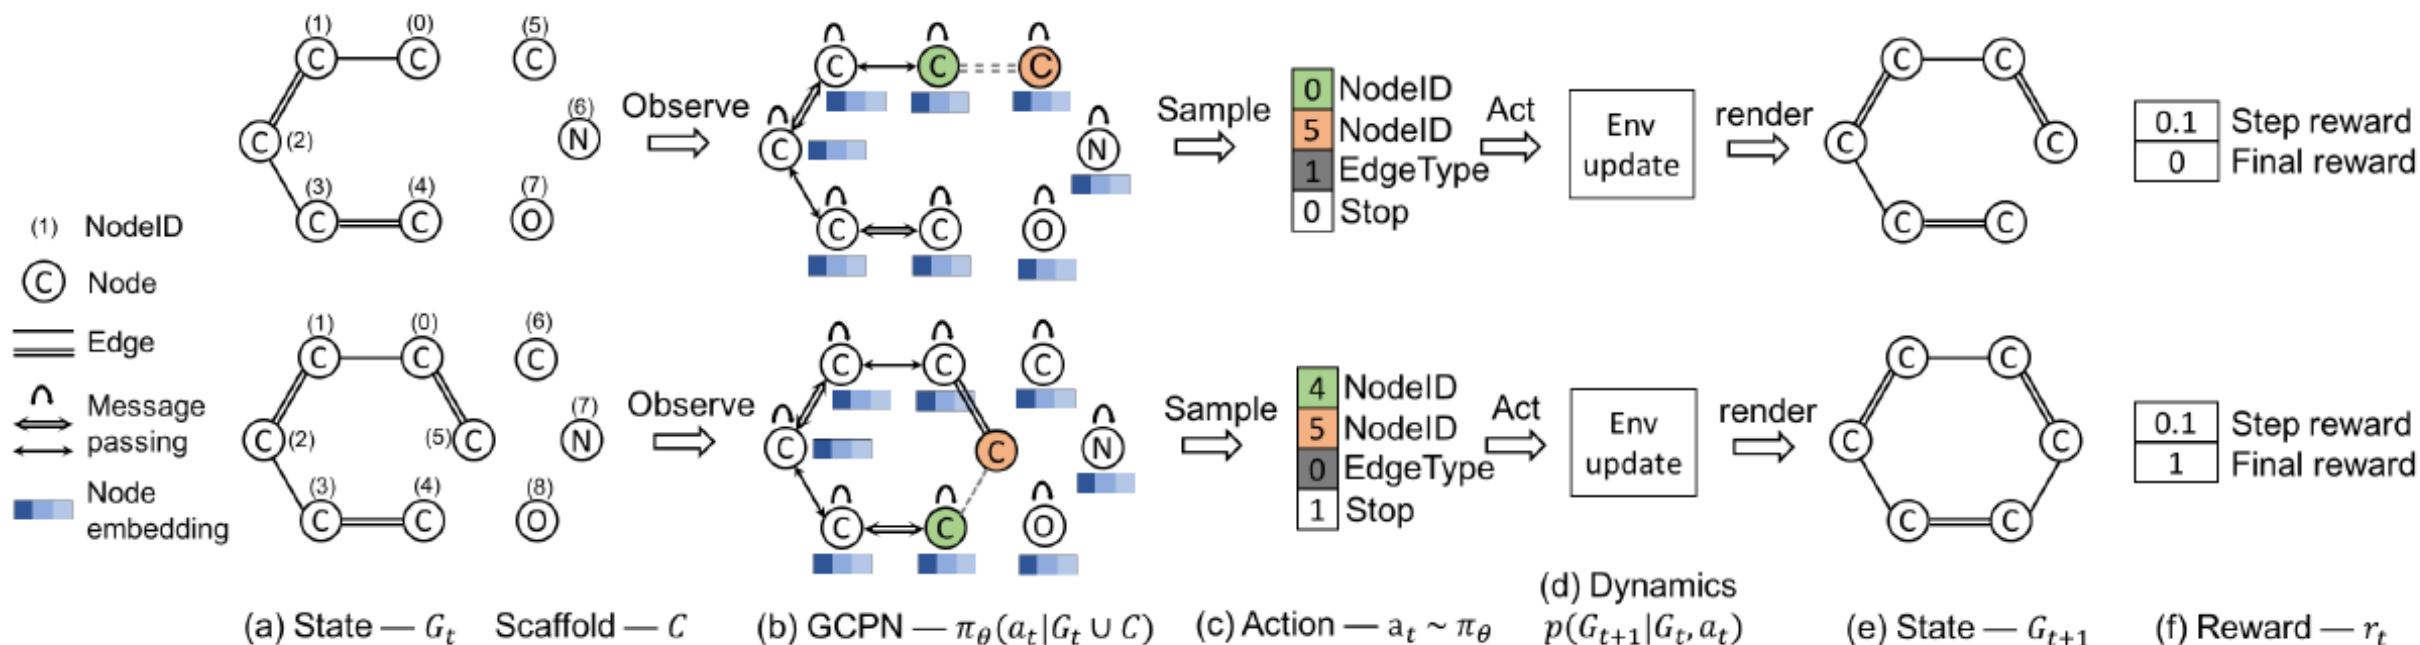 (1) (0) (5)
C C C
(6)
Observe
Sample
Act
render
C (2)
N
(3) (4) (7)
C C O
C C C
C
N
C C O
0 NodeID
5 NodeID
1 EdgeType
0 Stop
Env
update
C C
C C
C C
0.1 Step reward
0 Final reward
(1) NodeID
C Node
Edge
Message
passing
Node
embedding
(1) (0) (6)
C C C
(7)
Observe
Sample
Act
render
C (2) (5) C N
(3) (4) (8)
C C O
C C C
C C N
C C O
4 NodeID
5 NodeID
0 EdgeType
1 Stop
Env
update
C C
C C
C C
0.1 Step reward
1 Final reward
(a) State — G_t Scaffold — C
(b) GCPN — π_θ(a_t|G_t ∪ C)
(c) Action — a_t ~ π_θ
(d) Dynamics
p(G_{t+1}|G_t, a_t)
(e) State — G_{t+1}
(f) Reward — r_t